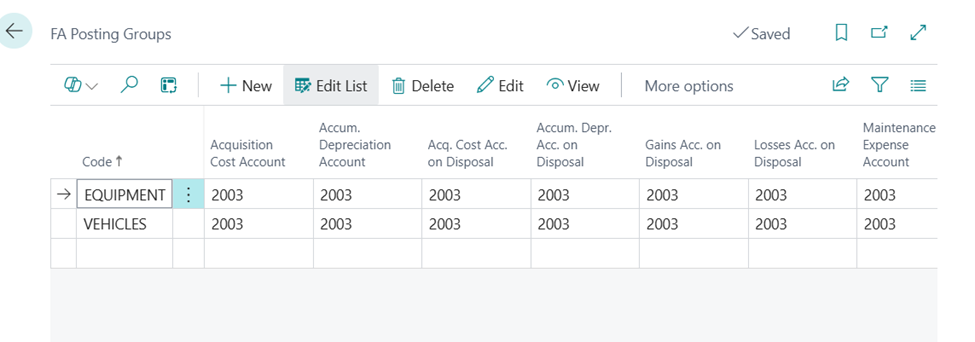 FA Posting Groups
Saved
New
Edit List
Delete
Edit
View
More options
Code
Acquisition Cost Account
Accum. Depreciation Account
Acq. Cost Acc. on Disposal
Accum. Depr. Acc. on Disposal
Gains Acc. on Disposal
Losses Acc. on Disposal
Maintenance Expense Account
EQUIPMENT 2003 2003 2003 2003 2003 2003 2003
VEHICLES 2003 2003 2003 2003 2003 2003 2003